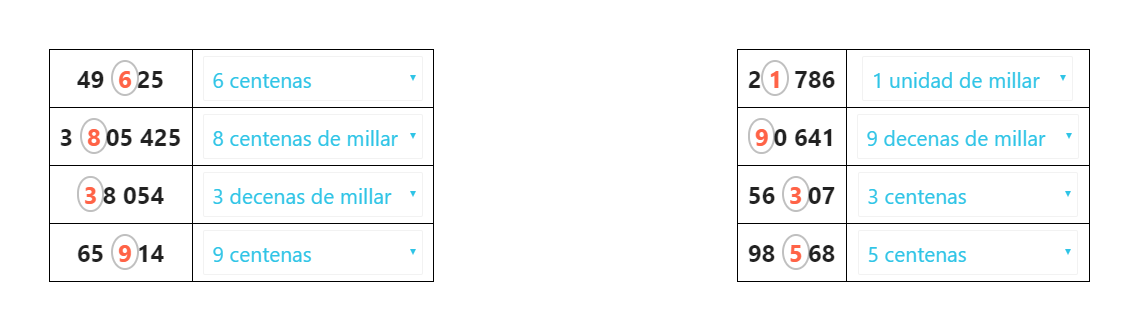 49 625 6 centenas
3 805 425 8 centenas de millar
38 054 3 decenas de millar
65 914 9 centenas
21 786 1 unidad de millar
90 641 9 decenas de millar
56 307 3 centenas
98 568 5 centenas